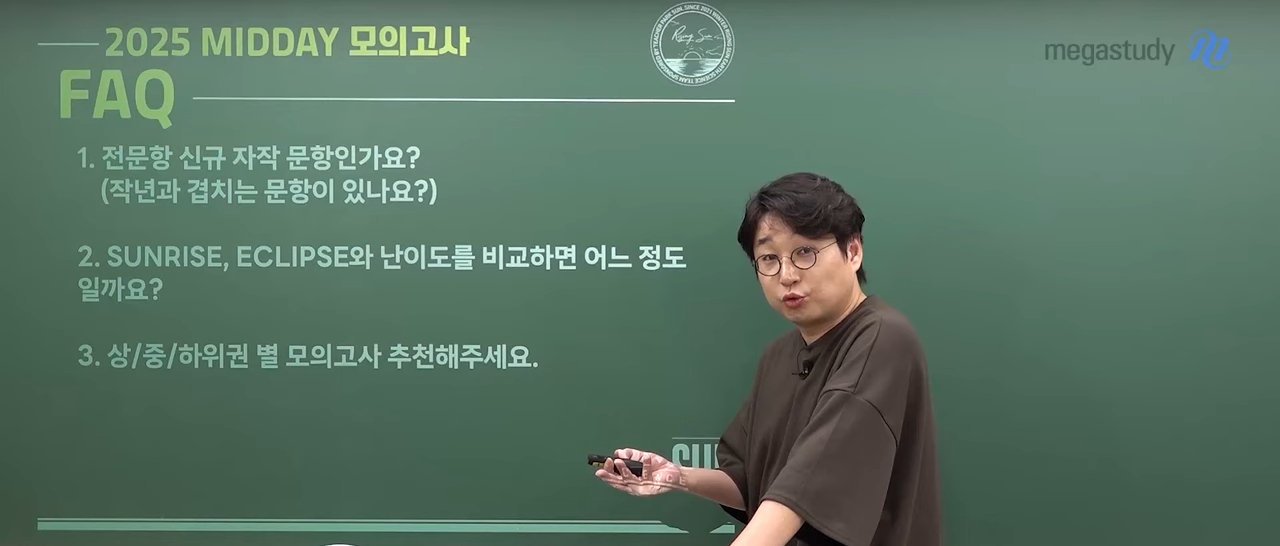 2025 MIDDAY 모의고사
FAQ
megastudy
1. 전문항 신규 자작 문항인가요?
(작년과 겹치는 문항이 있나요?)
2. SUNRISE, ECLIPSE와 난이도를 비교하면 어느 정도
일까요?
3. 상/중/하위권 별 모의고사 추천해주세요.